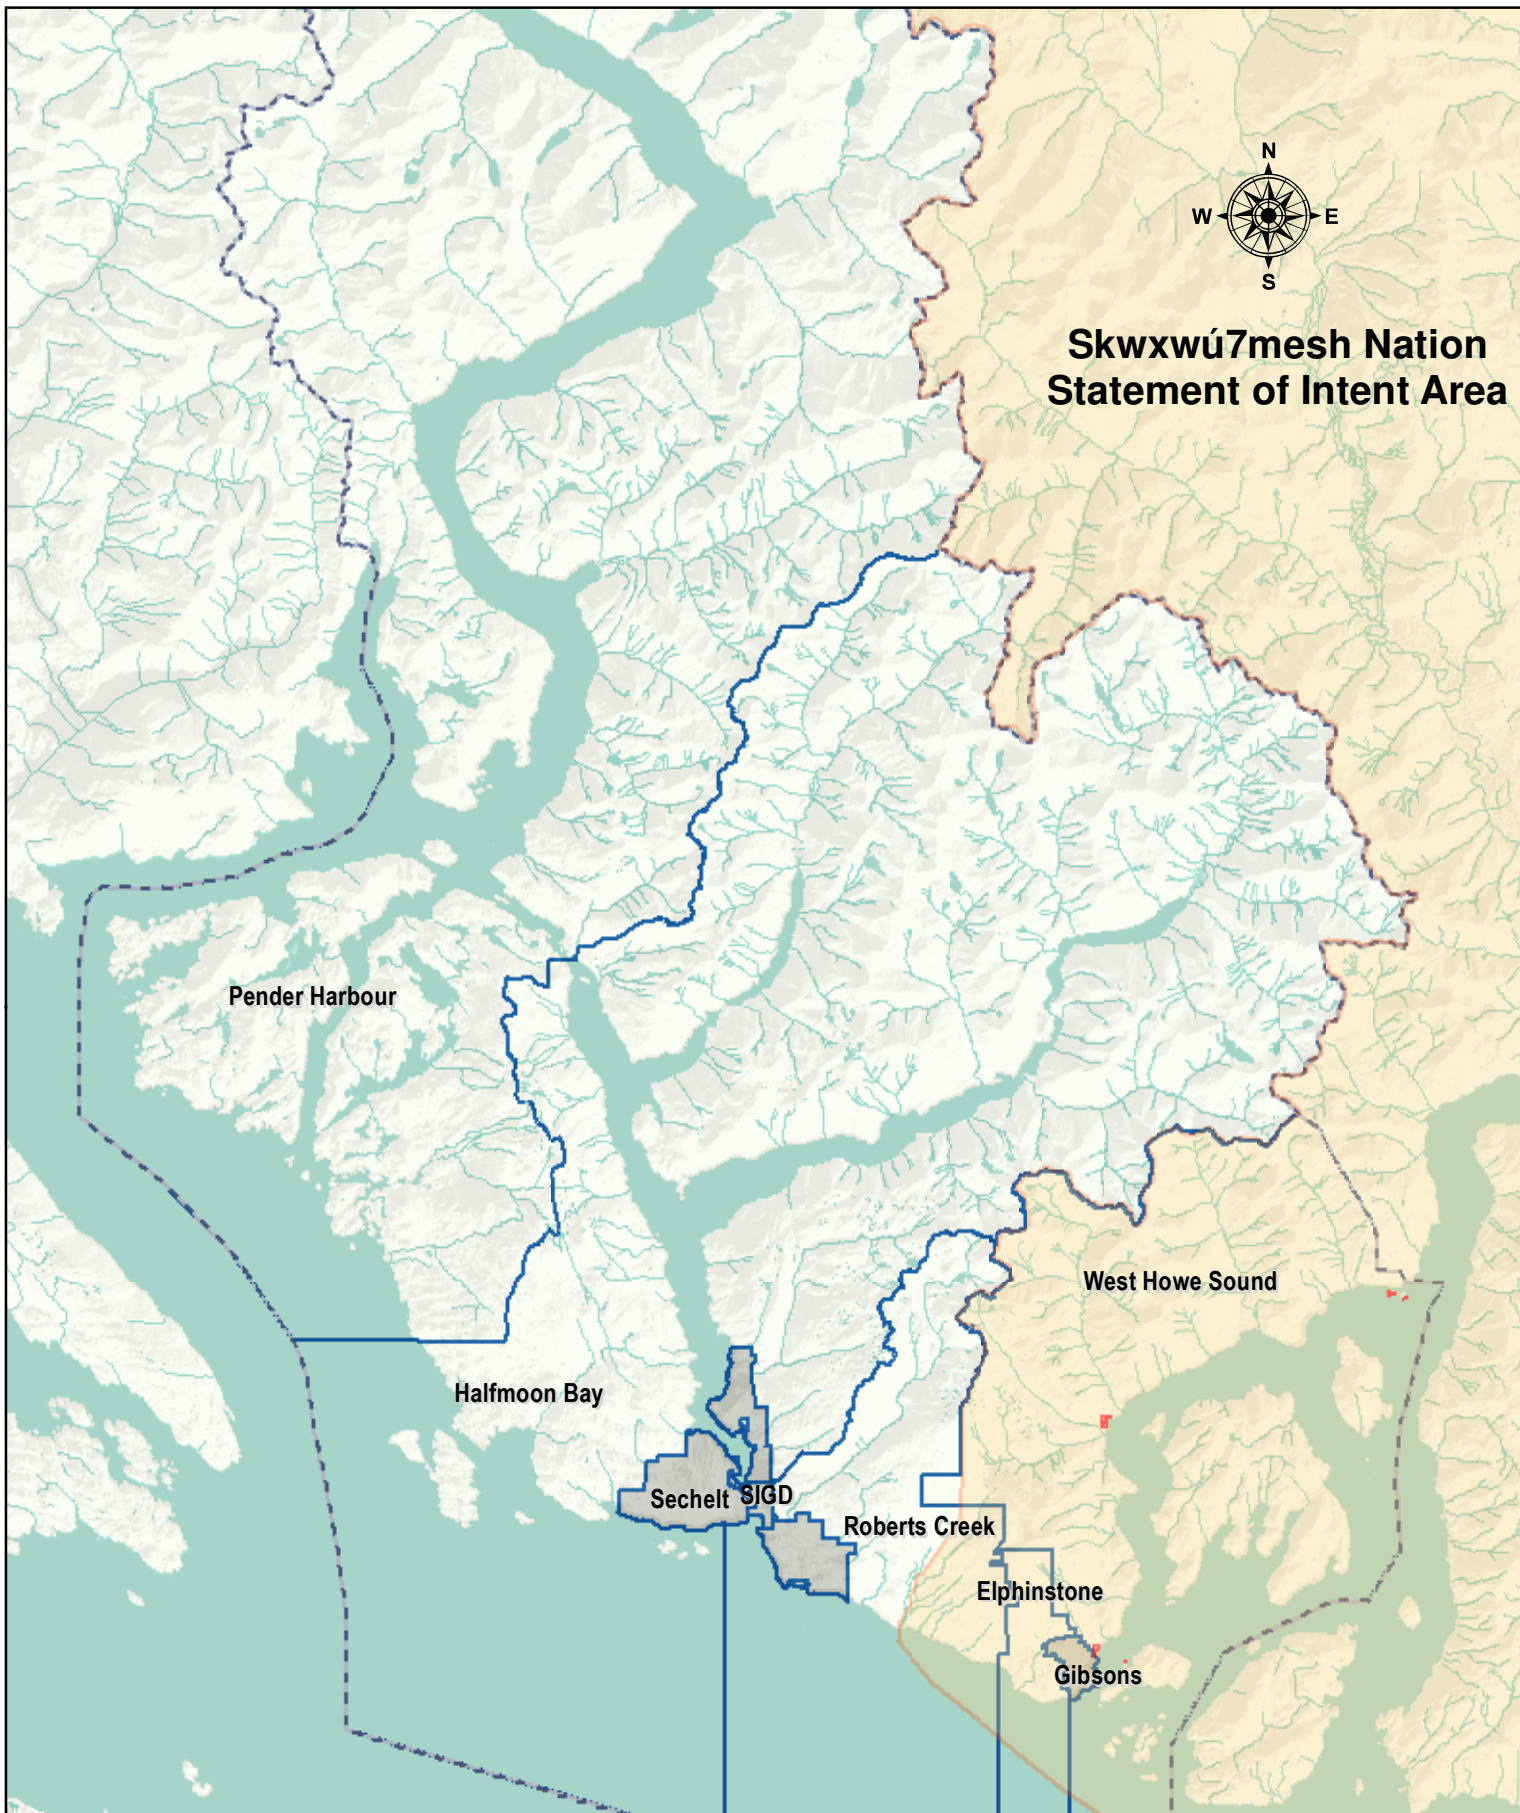 N
W E
S
Skwxwú7mesh Nation
Statement of Intent Area
Pender Harbour
West Howe Sound
Halfmoon Bay
Sechelt SIGD
Roberts Creek
Elphinstone
Gibsons